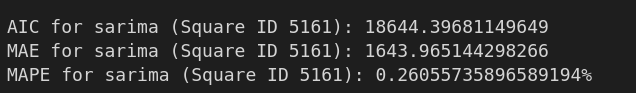 AIC for sarima (Square ID 5161): 18644.39681149649
MAE for sarima (Square ID 5161): 1643.965144298266
MAPE for sarima (Square ID 5161): 0.26055735896589194%